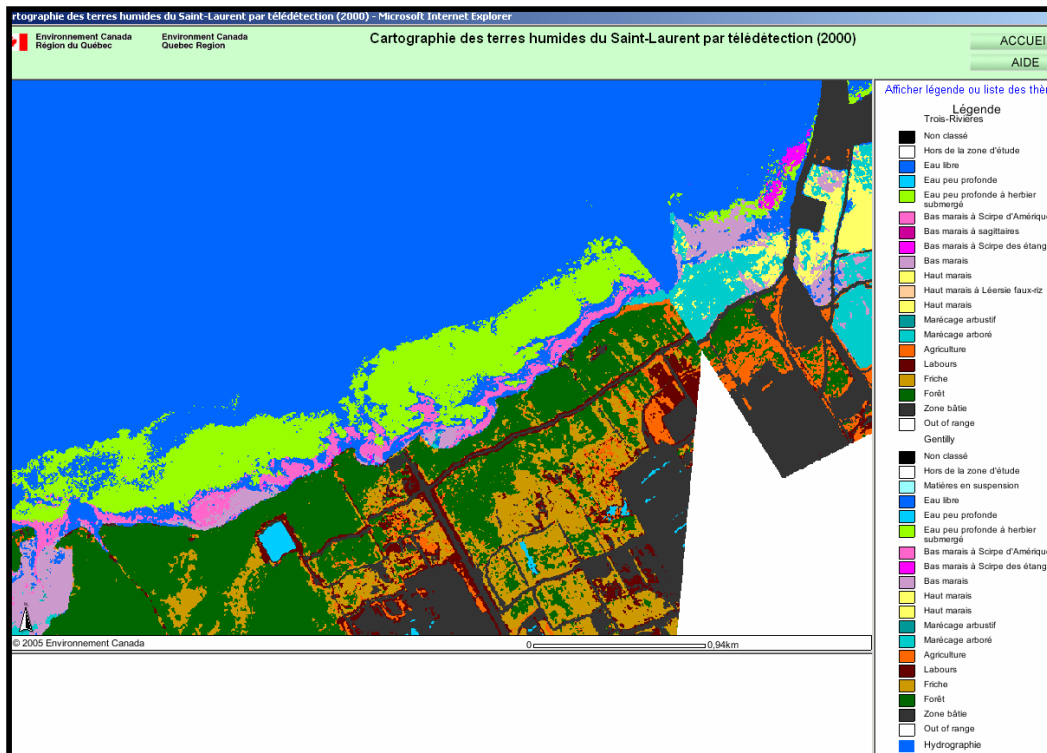 rtographie des terres humides du Saint-Laurent par télédétection (2000) - Microsoft Internet Explorer
Environnement Canada
Région du Québec
Environment Canada
Quebec Region
Cartographie des terres humides du Saint-Laurent par télédétection (2000)
ACCUEI
AIDE
Afficher légende ou liste des thè
Légende
Trois-Rivières
Non classé
Hors de la zone d'étude
Eau libre
Eau peu profonde
Eau peu profonde à herbier
submergé
Bas marais à Scirpe d'Amérique
Bas marais à sagittaires
Bas marais à Scirpe des étang
Bas marais
Haut marais
Haut marais à Léersie faux-riz
Haut marais
Marécage arbustif
Marécage arboré
Agriculture
Labours
Friche
Forêt
Zone bâtie
Out of range
Gentilly
Non classé
Hors de la zone d'étude
Matières en suspension
Eau libre
Eau peu profonde
Eau peu profonde à herbier
submergé
Bas marais à Scirpe d'Amérique
Bas marais à Scirpe des étang
Bas marais
Haut marais
Haut marais
Marécage arbustif
Marécage arboré
Agriculture
Labours
Friche
Forêt
Zone bâtie
Out of range
Hydrographie
© 2005 Environnement Canada
0
0,94km